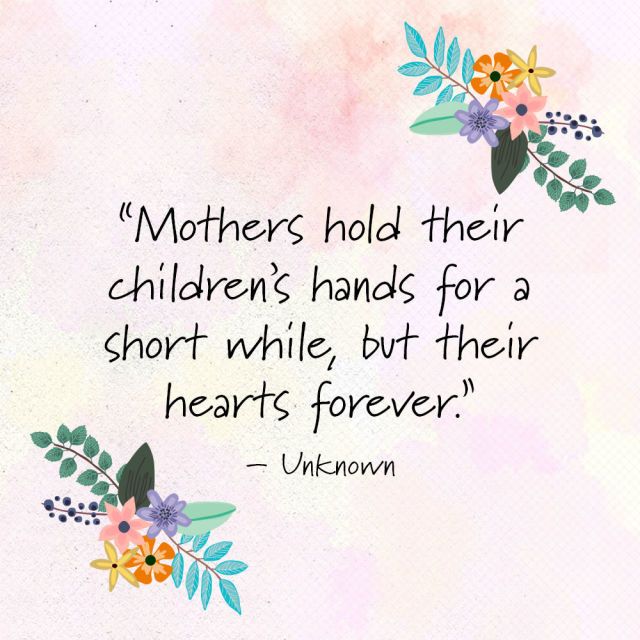 “Mothers hold their
children’s hands for a
short while, but their
hearts forever.”
– Unknown